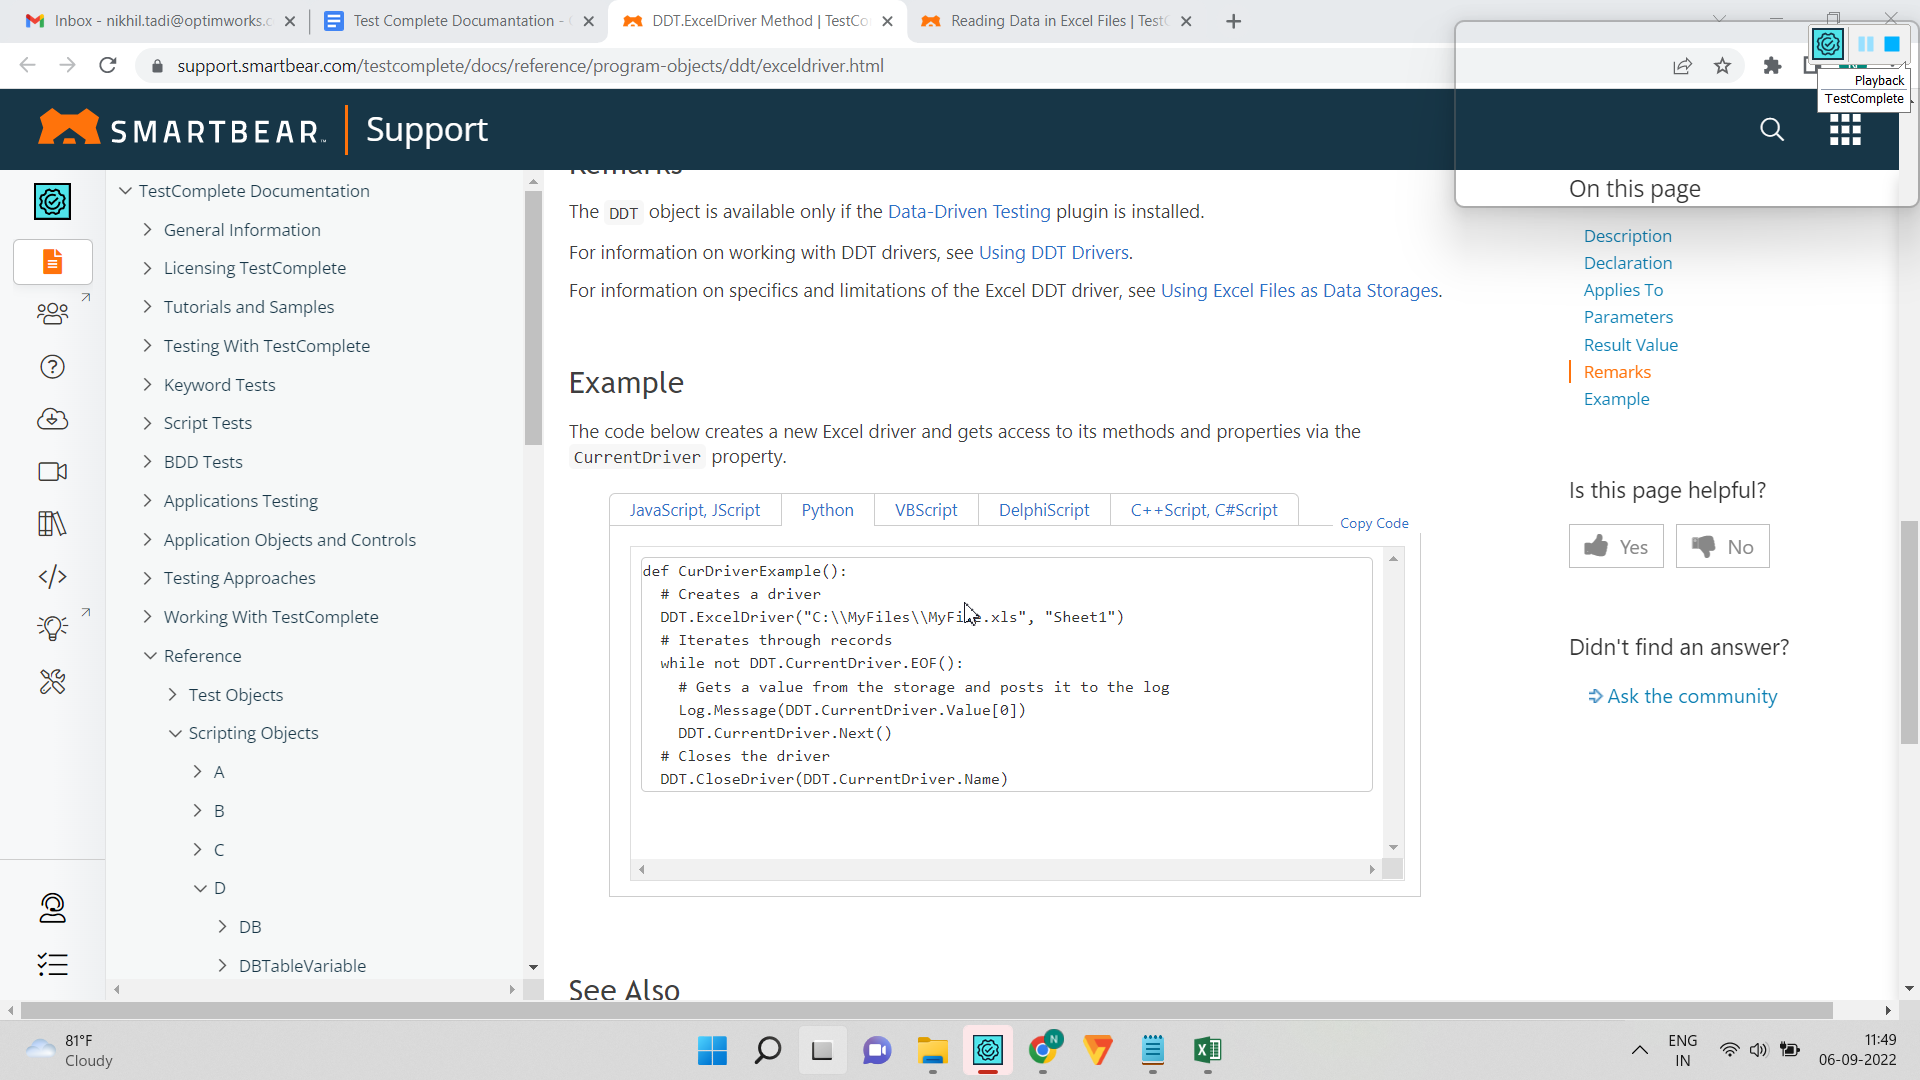 Inbox - nikhil.tadi@optimworks.c
Test Complete Documantation -
DDT.ExcelDriver Method | TestCo
Reading Data in Excel Files | Test
support.smartbear.com/testcomplete/docs/reference/program-objects/ddt/exceldriver.html
Playback
TestComplete
SMARTBEAR
Support
TestComplete Documentation
General Information
Licensing TestComplete
Tutorials and Samples
Testing With TestComplete
Keyword Tests
Script Tests
BDD Tests
Applications Testing
Application Objects and Controls
Testing Approaches
Working With TestComplete
Reference
Test Objects
Scripting Objects
A
B
C
D
DB
DBTableVariable
Remarks
The DDT object is available only if the Data-Driven Testing plugin is installed.
For information on working with DDT drivers, see Using DDT Drivers.
For information on specifics and limitations of the Excel DDT driver, see Using Excel Files as Data Storages.
Example
The code below creates a new Excel driver and gets access to its methods and properties via the
CurrentDriver property.
JavaScript, JScript
Python
VBScript
DelphiScript
C++Script, C#Script
Copy Code
def CurDriverExample():
# Creates a driver
DDT.ExcelDriver("C:\\MyFiles\\MyFile.xls", "Sheet1")
# Iterates through records
while not DDT.CurrentDriver.EOF():
# Gets a value from the storage and posts it to the log
Log.Message(DDT.CurrentDriver.Value[0])
DDT.CurrentDriver.Next()
# Closes the driver
DDT.CloseDriver(DDT.CurrentDriver.Name)
See Also
On this page
Description
Declaration
Applies To
Parameters
Result Value
Remarks
Example
Is this page helpful?
Yes
No
Didn't find an answer?
Ask the community
81°F
Cloudy
N
ENG
IN
11:49
06-09-2022